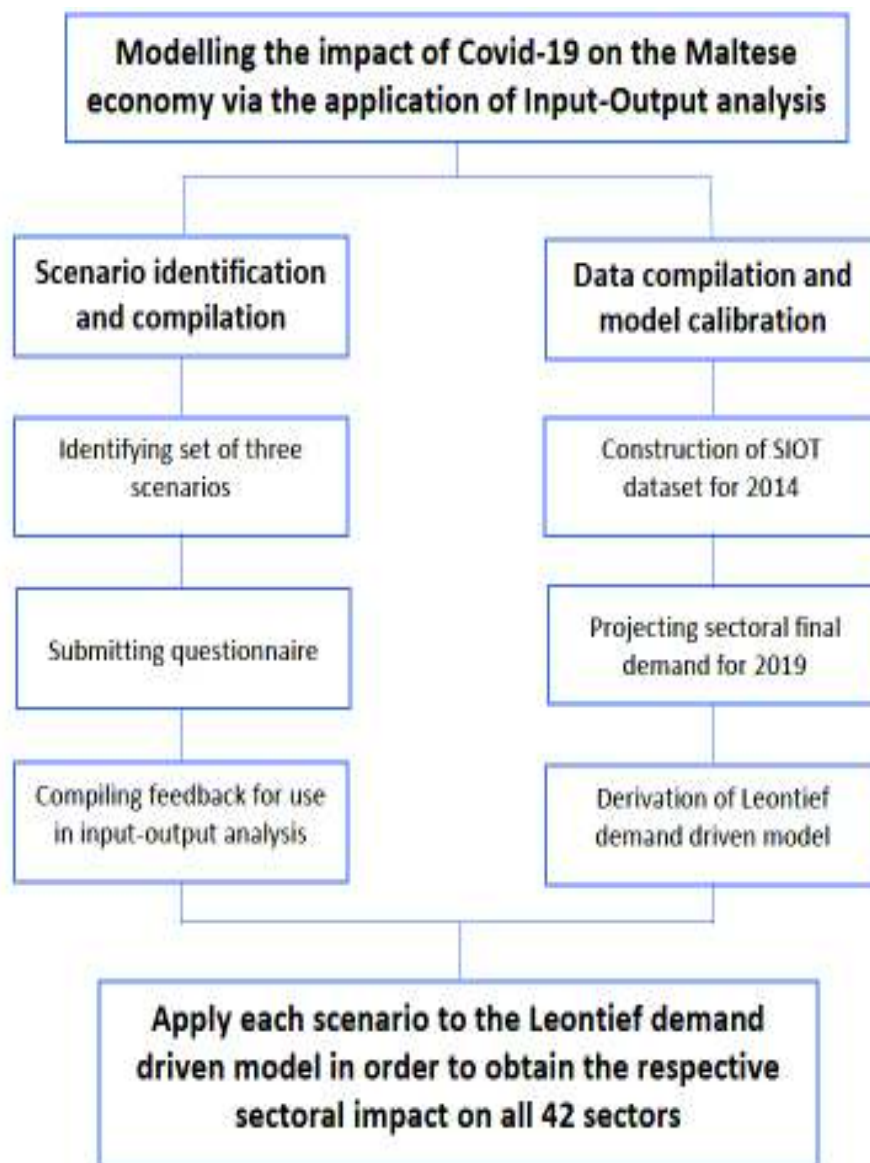 Modelling the impact of Covid-19 on the Maltese
economy via the application of Input-Output analysis
Scenario identification
and compilation
Identifying set of three
scenarios
Submitting questionnaire
Compiling feedback for use
in input-output analysis
Data compilation and
model calibration
Construction of SIOT
dataset for 2014
Projecting sectoral final
demand for 2019
Derivation of Leontief
demand driven model
Apply each scenario to the Leontief demand
driven model in order to obtain the respective
sectoral impact on all 42 sectors